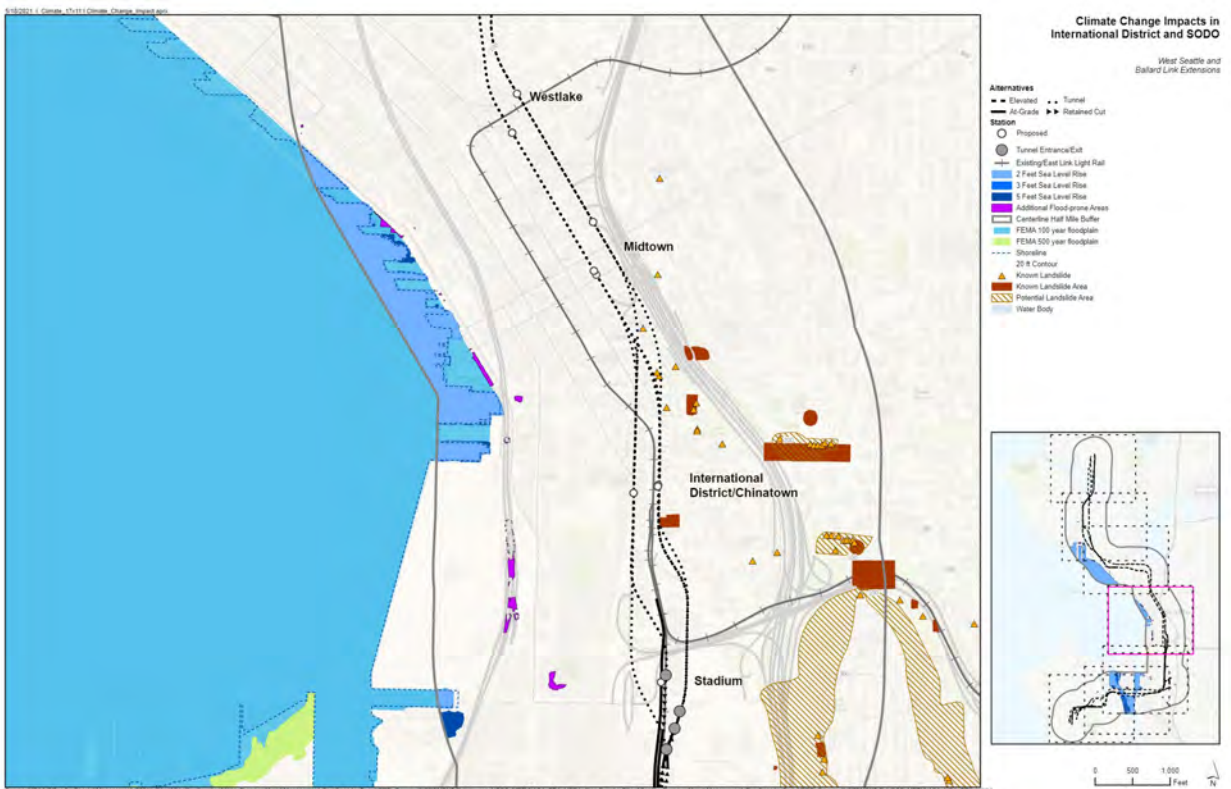 5/10/2021
Climate Change Impacts in
International District and SODO
West Seattle and
Ballard Link Extensions
Alternatives
Elevated
Tunnel
At-Grade
Retained Cut
Station
Proposed
Tunnel Entrance/Exit
Existing/East Link Light Rail
2 Feet Sea Level Rise
3 Feet Sea Level Rise
5 Feet Sea Level Rise
Additional Flood-prone Areas
Centerline Half Mile Buffer
FEMA 100 year floodplain
FEMA 500 year floodplain
Shoreline
20 ft Contour
Known Landslide
Known Landslide Area
Potential Landslide Area
Water Body
Westlake
Midtown
International
District/Chinatown
Stadium
0 500 1,000
Feet
N